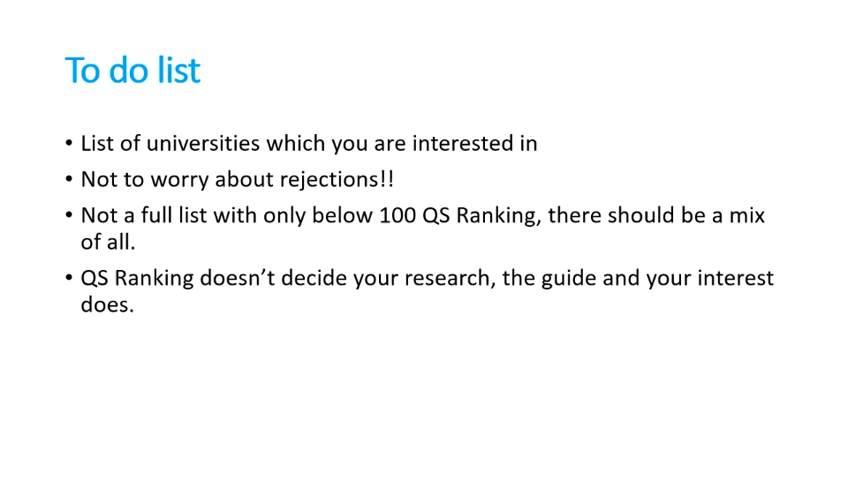 To do list
• List of universities which you are interested in
• Not to worry about rejections!!
• Not a full list with only below 100 QS Ranking, there should be a mix
of all.
• QS Ranking doesn’t decide your research, the guide and your interest
does.